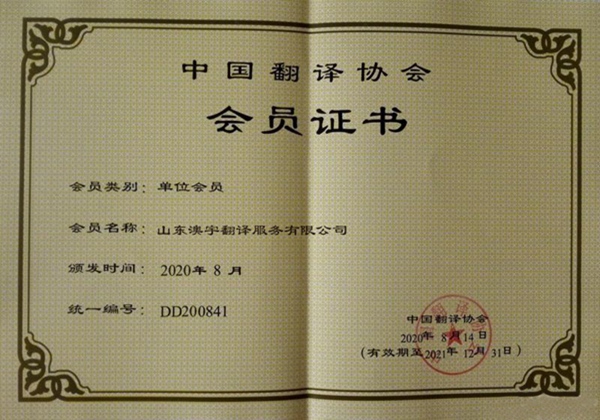 中国翻译协会
会员证书
会员类别：单位会员
会员名称：山东澳宇翻译服务有限公司
颁发时间：2020年8月
统一编号：DD200841
中国翻译协会
2020年8月14日
（有效期至2021年12月31日）